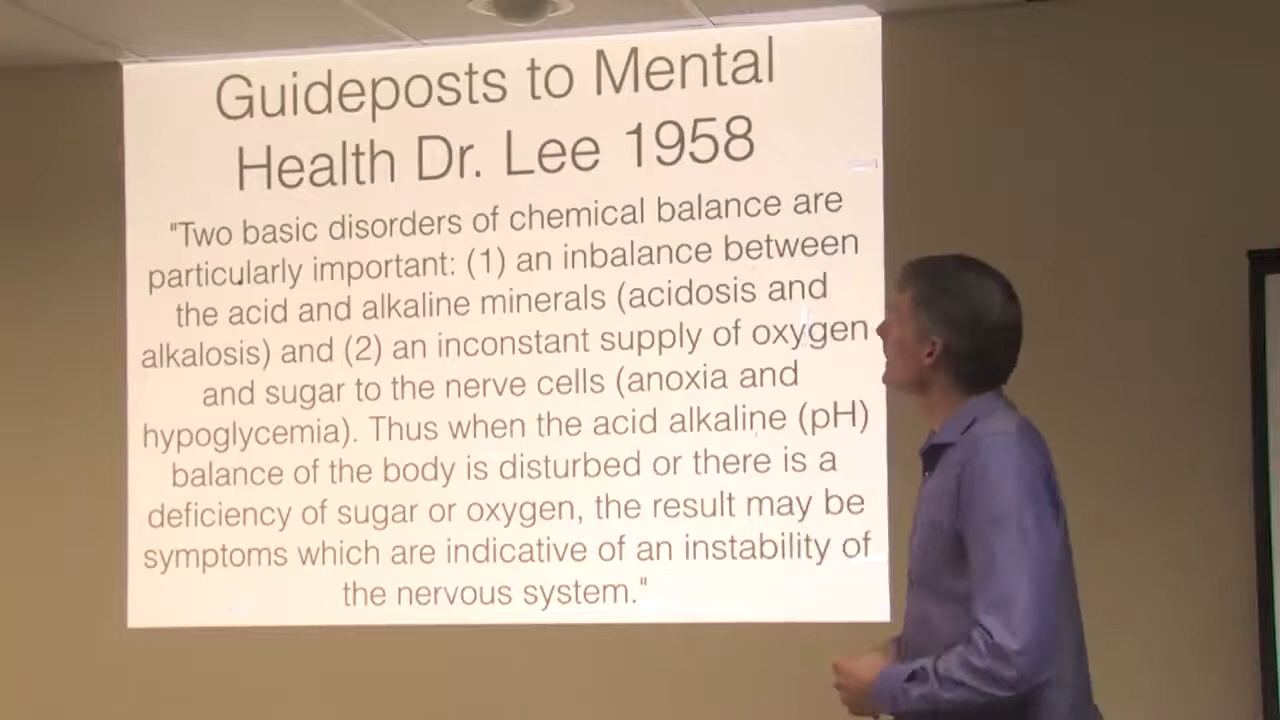 Guideposts to Mental
Health Dr. Lee 1958
"Two basic disorders of chemical balance are
particularly important: (1) an inbalance between
the acid and alkaline minerals (acidosis and
alkalosis) and (2) an inconstant supply of oxygen
and sugar to the nerve cells (anoxia and
hypoglycemia). Thus when the acid alkaline (pH)
balance of the body is disturbed or there is a
deficiency of sugar or oxygen, the result may be
symptoms which are indicative of an instability of
the nervous system."